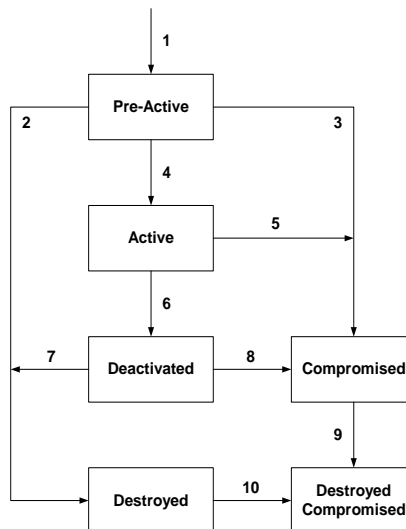 1
Pre-Active
2
3
4
Active
5
6
7
Deactivated
8
Compromised
9
Destroyed
10
Destroyed
Compromised